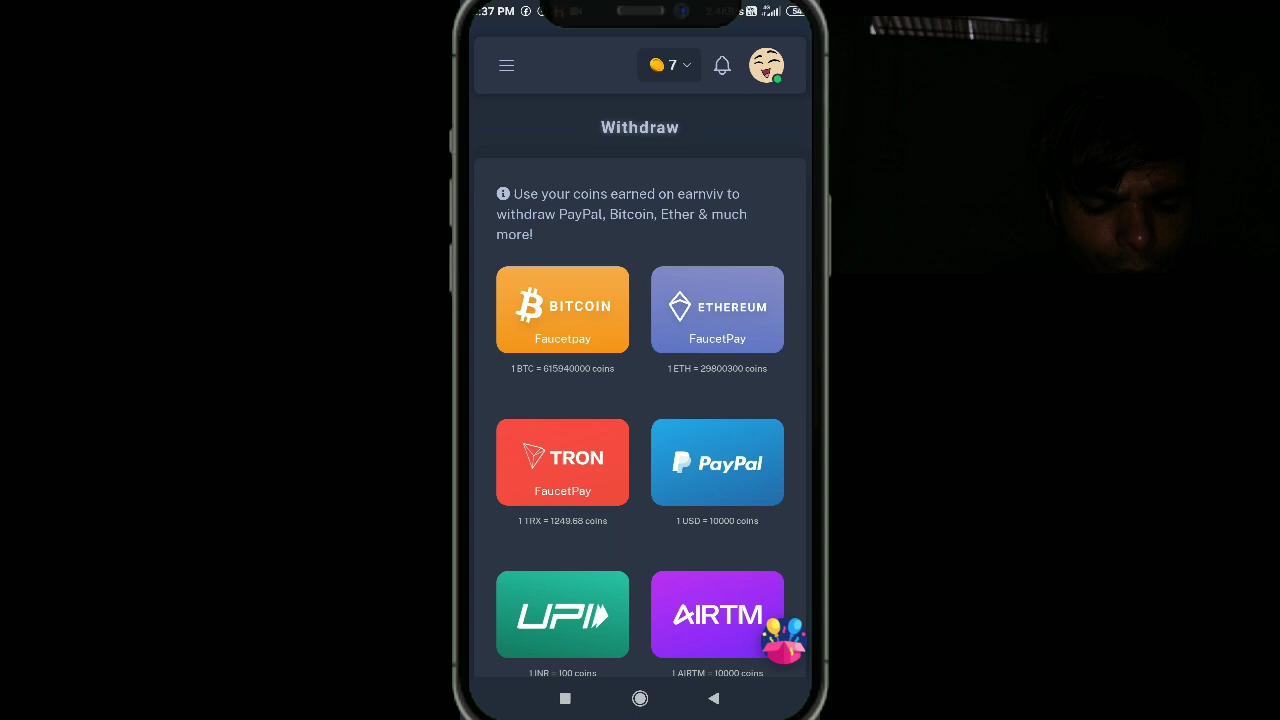 :37 PM
7
Withdraw
Use your coins earned on earnviv to
withdraw PayPal, Bitcoin, Ether & much
more!
BITCOIN
Faucetpay
ETHEREUM
FaucetPay
1 BTC = 615940000 coins
1 ETH = 29800300 coins
TRON
FaucetPay
PayPal
1 TRX = 1249.68 coins
1 USD = 10000 coins
UPI
AIRTM
1 INR = 100 coins
1 AIRTM = 10000 coins